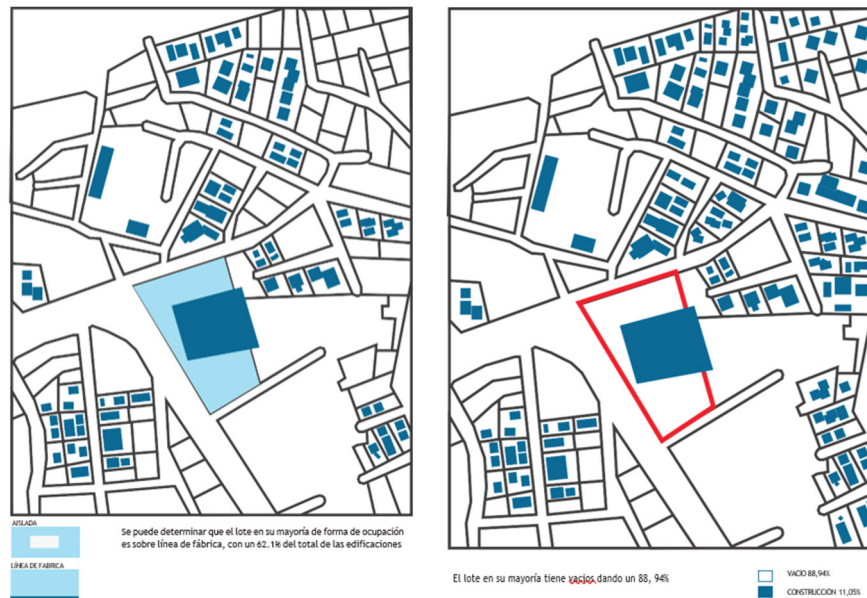 AISLADA
Se puede determinar que el lote en su mayoría de forma de ocupación
es sobre línea de fábrica, con un 62.1% del total de las edificaciones
LÍNEA DE FABRICA
El lote en su mayoría tiene vacios dando un 88, 94%
VACÍO 88,94%
CONSTRUCCIÓN 11,05%